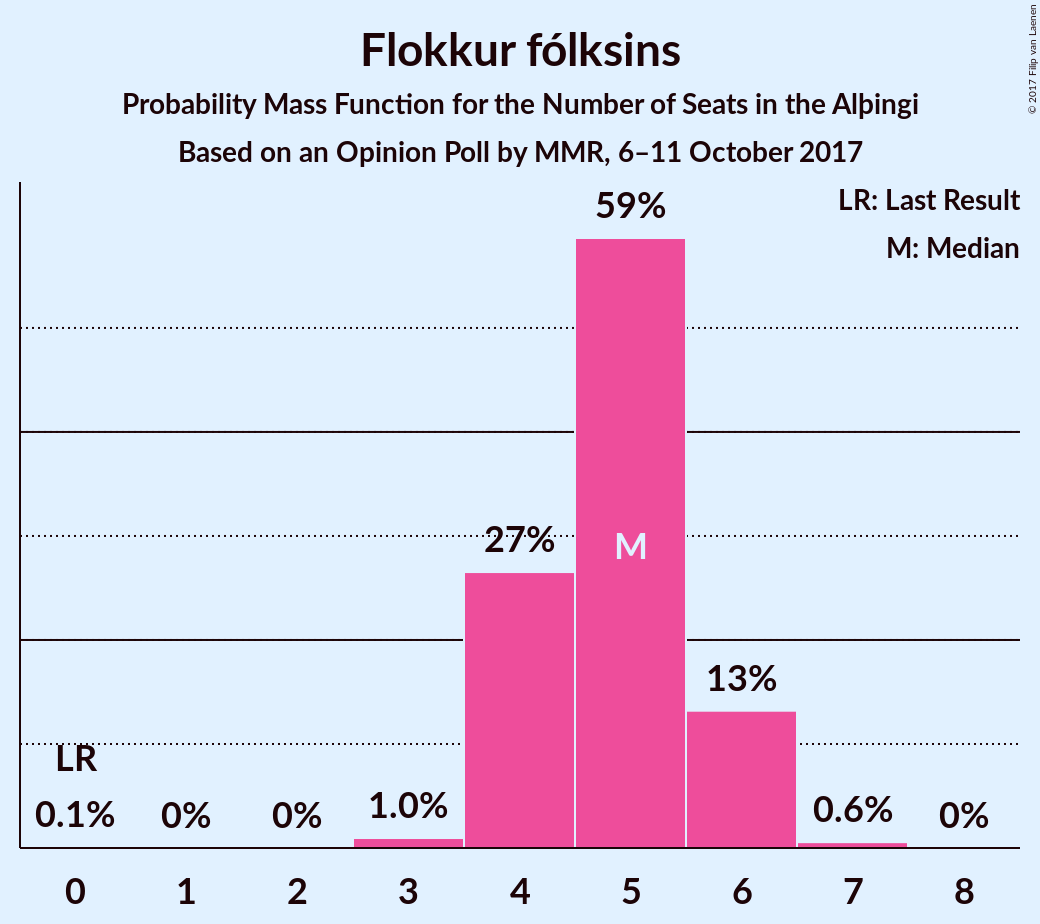 Flokkur fólksins
Probability Mass Function for the Number of Seats in the Alþingi
Based on an Opinion Poll by MMR, 6–11 October 2017
© 2017 Filip van Laenen
LR: Last Result
M: Median
59%
27%
M
13%
LR
0.1%
0%
0%
1.0%
0.6%
0%
0 1 2 3 4 5 6 7 8